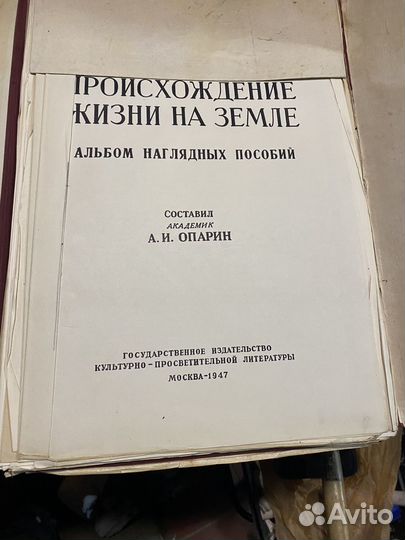 ПРОИСХОЖДЕНИЕ
ЖИЗНИ НА ЗЕМЛЕ
АЛЬБОМ НАГЛЯДНЫХ ПОСОБИЙ
СОСТАВИЛ
АКАДЕМИК
А. И. ОПАРИН
ГОСУДАРСТВЕННОЕ ИЗДАТЕЛЬСТВО
КУЛЬТУРНО-ПРОСВЕТИТЕЛЬНОЙ ЛИТЕРАТУРЫ
МОСКВА-1947
Avito